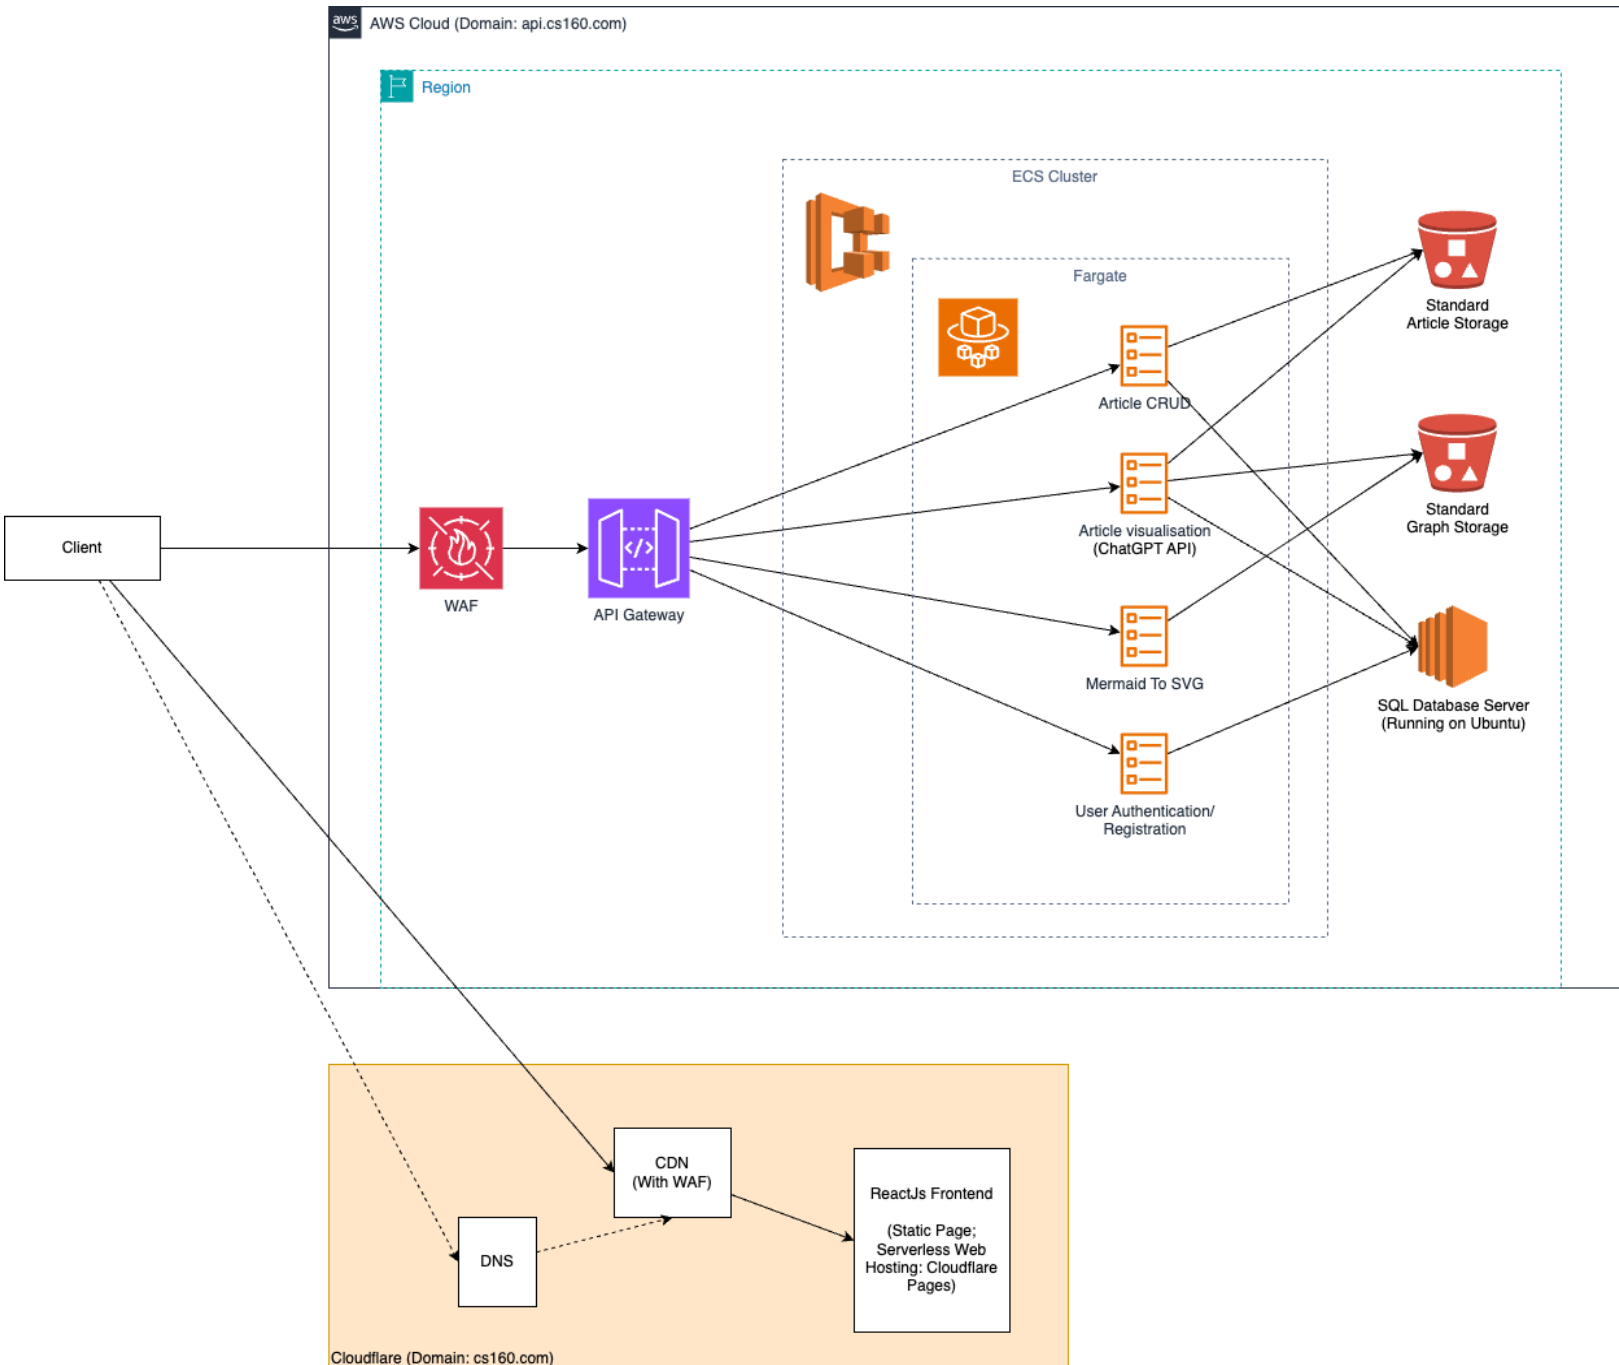 aws
AWS Cloud (Domain: api.cs160.com)
Region
ECS Cluster
Fargate
Standard
Article Storage
Article CRUD
Standard
Graph Storage
Article visualisation
(ChatGPT API)
Client
</>
WAF
API Gateway
Mermaid To SVG
SQL Database Server
(Running on Ubuntu)
User Authentication/
Registration
CDN
(With WAF)
ReactJs Frontend
(Static Page;
Serverless Web
Hosting: Cloudflare
Pages)
DNS
Cloudflare (Domain: cs160.com)